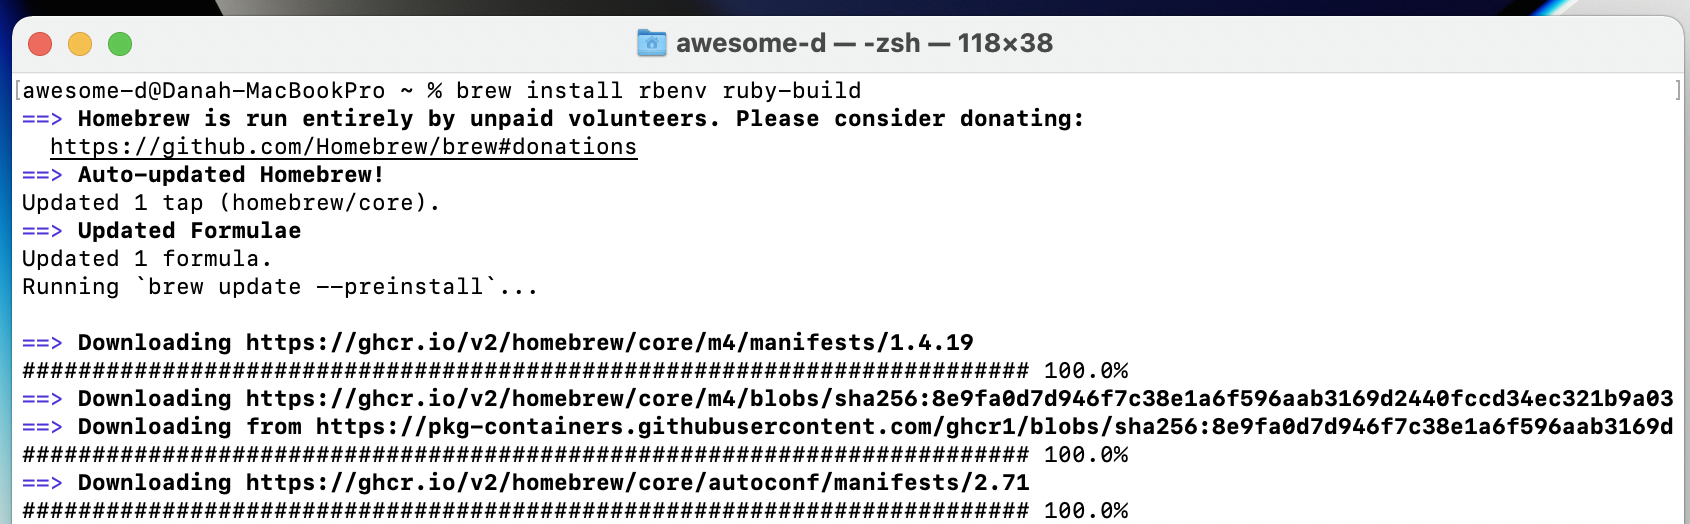 awesome-d — -zsh — 118×38
[awesome-d@Danah-MacBookPro ~ % brew install rbenv ruby-build ]
==> Homebrew is run entirely by unpaid volunteers. Please consider donating:
https://github.com/Homebrew/brew#donations
==> Auto-updated Homebrew!
Updated 1 tap (homebrew/core).
==> Updated Formulae
Updated 1 formula.
Running `brew update --preinstall`...
==> Downloading https://ghcr.io/v2/homebrew/core/m4/manifests/1.4.19
######################################################################## 100.0%
==> Downloading https://ghcr.io/v2/homebrew/core/m4/blobs/sha256:8e9fa0d7d946f7c38e1a6f596aab3169d2440fccd34ec321b9a03
==> Downloading from https://pkg-containers.githubusercontent.com/ghcr1/blobs/sha256:8e9fa0d7d946f7c38e1a6f596aab3169d
######################################################################## 100.0%
==> Downloading https://ghcr.io/v2/homebrew/core/autoconf/manifests/2.71
######################################################################## 100.0%